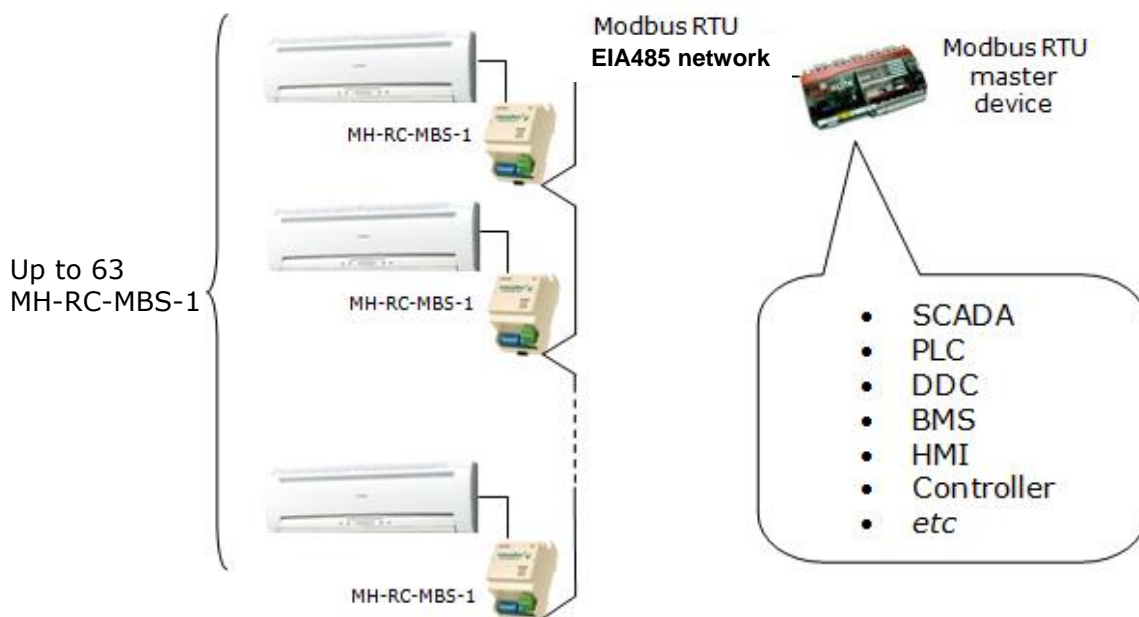 Modbus RTU
EIA485 network
Modbus RTU
master
device
MH-RC-MBS-1
Up to 63
MH-RC-MBS-1
MH-RC-MBS-1
• SCADA
• PLC
• DDC
• BMS
• HMI
• Controller
• etc
MH-RC-MBS-1